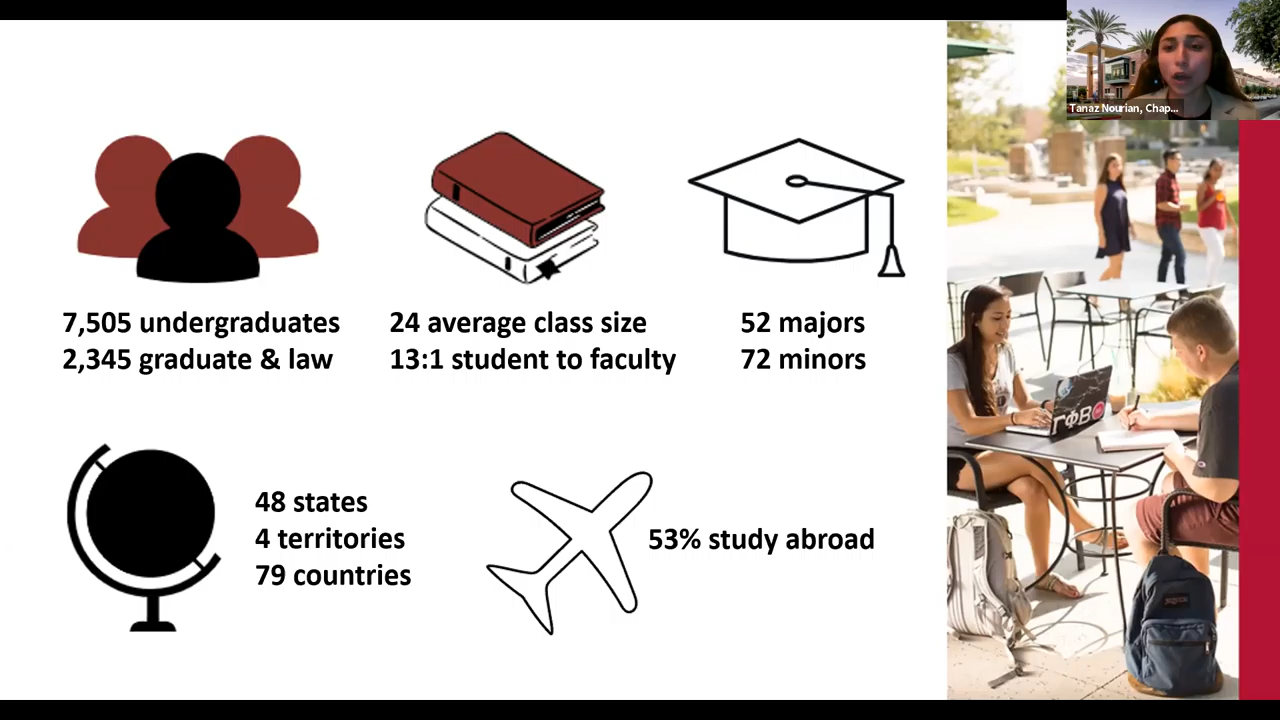 Tanaz Nourian, Chap...
7,505 undergraduates
2,345 graduate & law
24 average class size
13:1 student to faculty
52 majors
72 minors
48 states
4 territories
79 countries
53% study abroad
ΓΦΒ